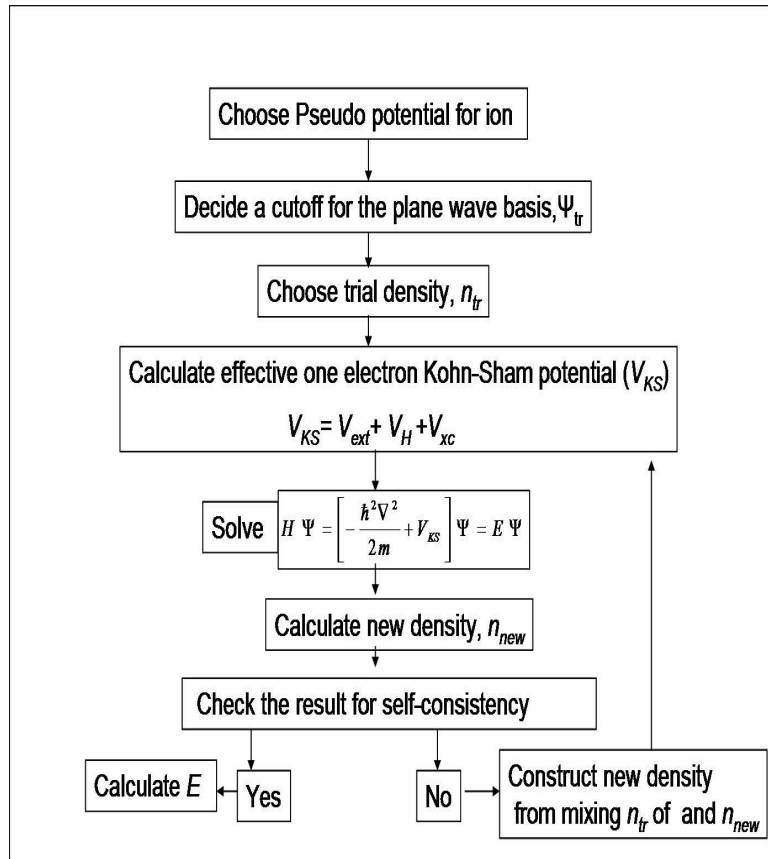 Choose Pseudo potential for ion
Decide a cutoff for the plane wave basis,Ψtr
Choose trial density, ntr
Calculate effective one electron Kohn-Sham potential (VKS)
VKS= Vext+ VH +Vxc
Solve H Ψ = [ - ħ²∇² / 2m + VKS ] Ψ = E Ψ
Calculate new density, nnew
Check the result for self-consistency
Calculate E Yes No
Construct new density
from mixing ntr of and nnew